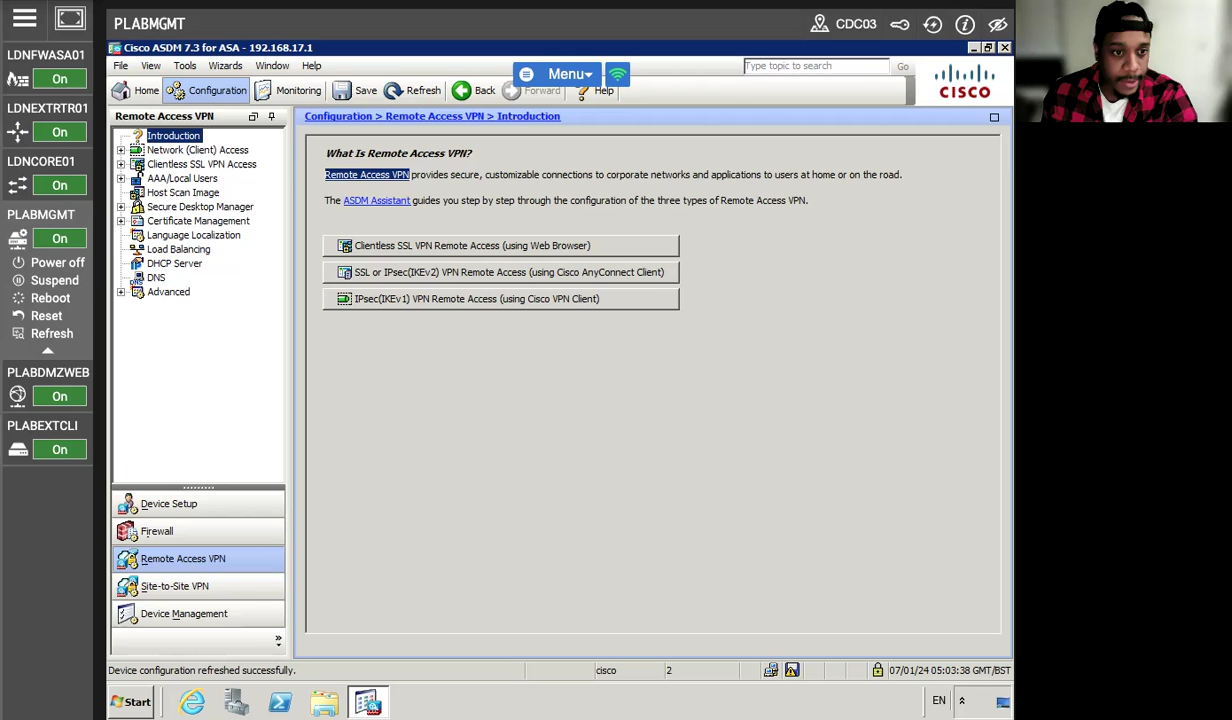 PLABMGMT
CDC03
LDNFWASA01
On
LDNEXTRTR01
On
LDNCORE01
On
PLABMGMT
On
Power off
Suspend
Reboot
Reset
Refresh
PLABDMZWEB
On
PLABEXTCLI
On
Cisco ASDM 7.3 for ASA - 192.168.17.1
File View Tools Wizards Window Help
Menu
Type topic to search
Go
Home Configuration Monitoring Save Refresh Back Forward Help
CISCO
Remote Access VPN
Introduction
Network (Client) Access
Clientless SSL VPN Access
AAA/Local Users
Host Scan Image
Secure Desktop Manager
Certificate Management
Language Localization
Load Balancing
DHCP Server
DNS
Advanced
Device Setup
Firewall
Remote Access VPN
Site-to-Site VPN
Device Management
Configuration > Remote Access VPN > Introduction
What Is Remote Access VPN?
Remote Access VPN provides secure, customizable connections to corporate networks and applications to users at home or on the road.
The ASDM Assistant guides you step by step through the configuration of the three types of Remote Access VPN.
Clientless SSL VPN Remote Access (using Web Browser)
SSL or IPsec(IKEv2) VPN Remote Access (using Cisco AnyConnect Client)
IPsec(IKEv1) VPN Remote Access (using Cisco VPN Client)
Device configuration refreshed successfully.
cisco
2
07/01/24 05:03:38 GMT/BST
Start
EN